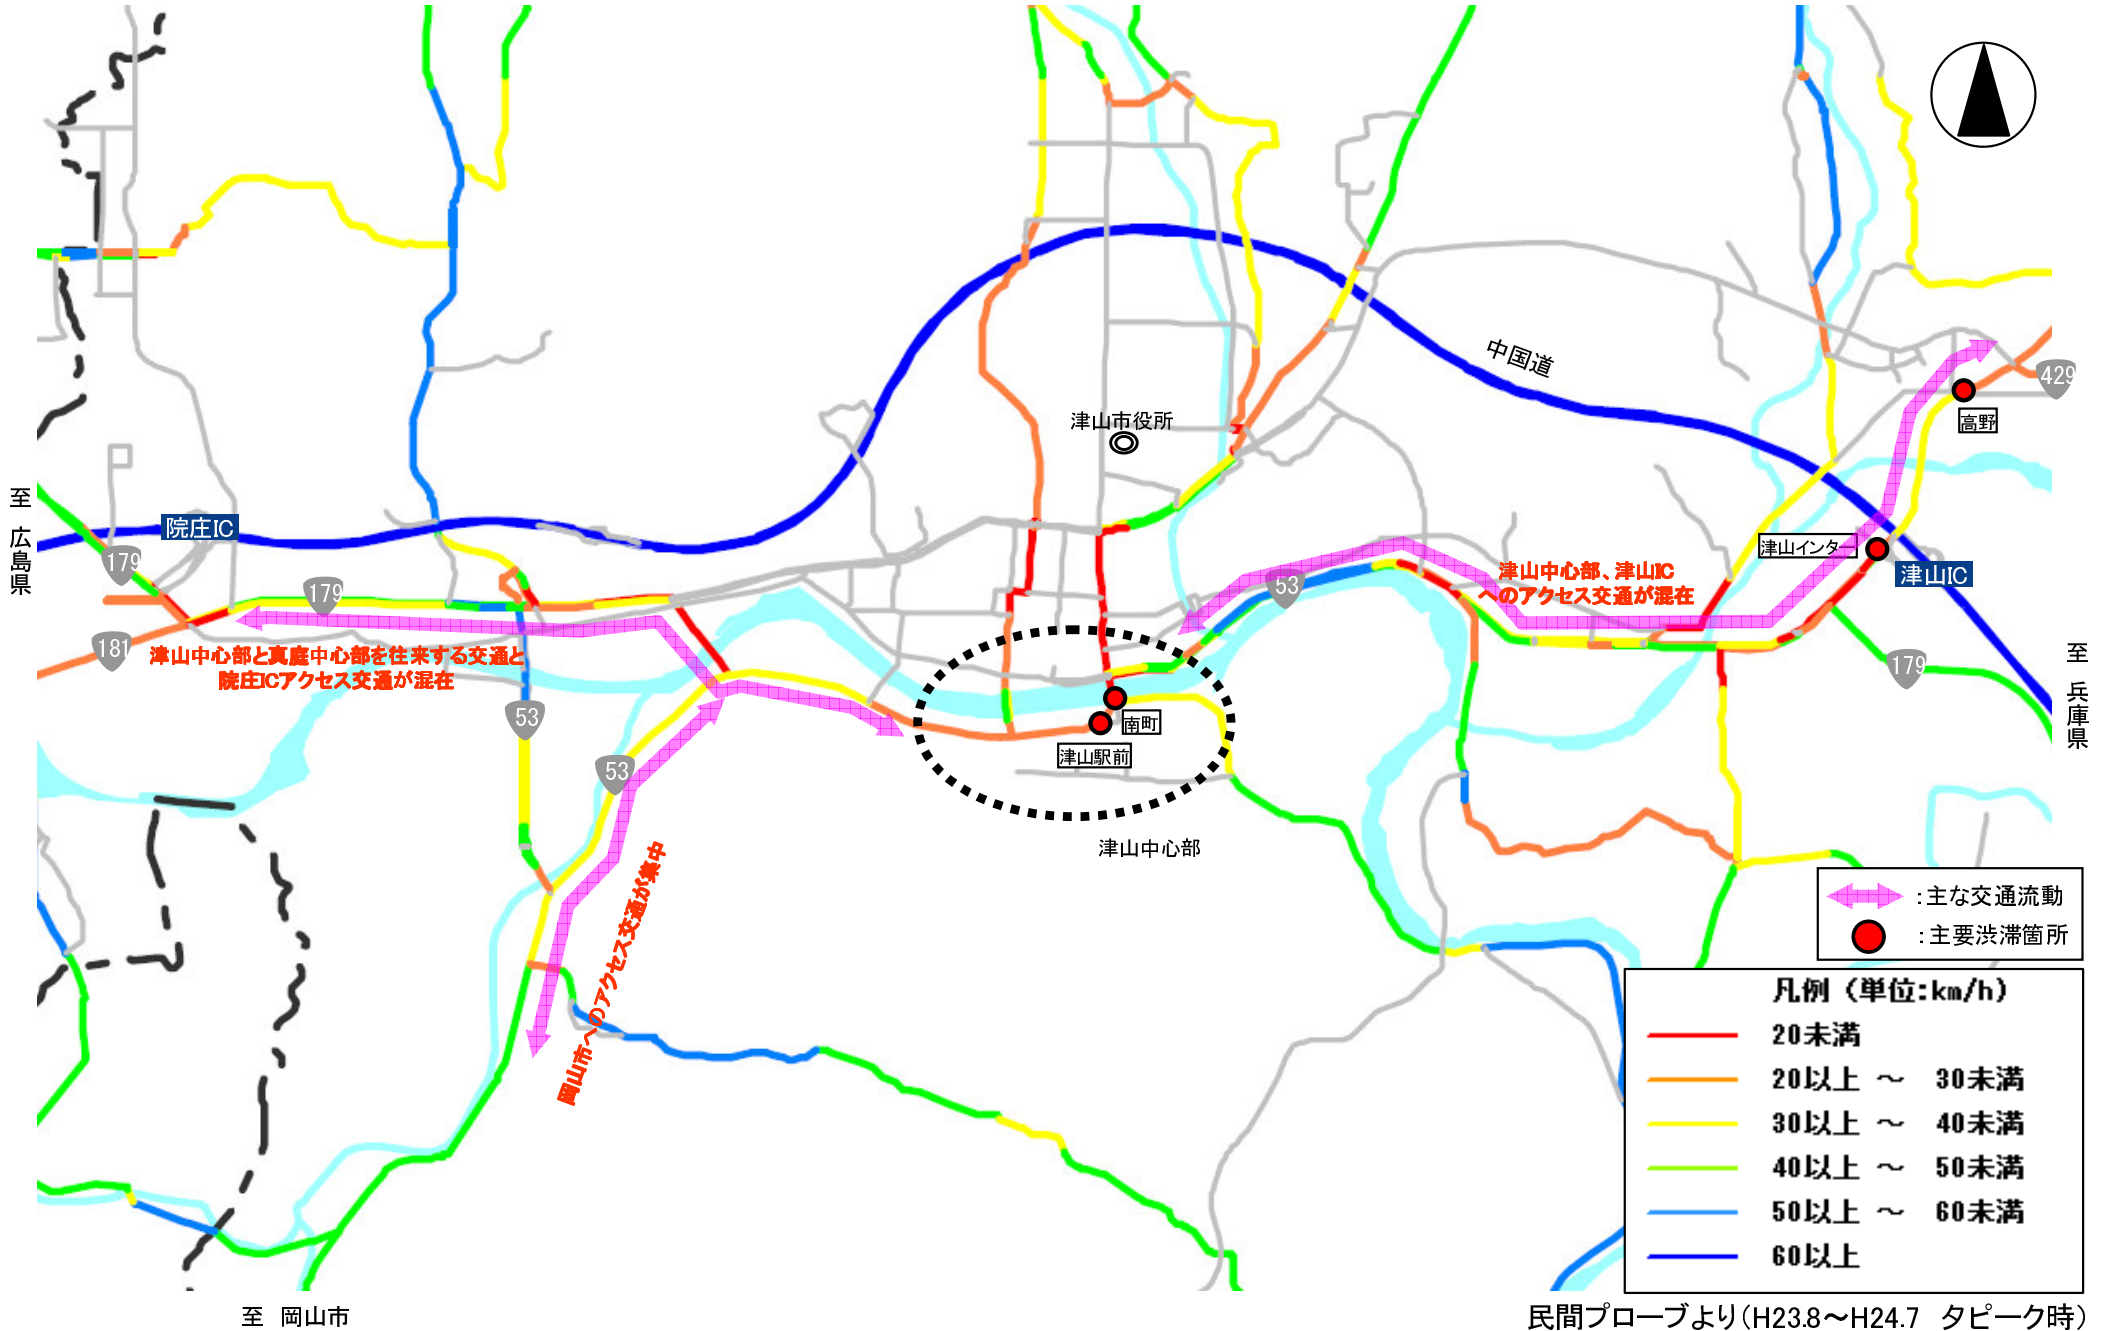 中国道
津山市役所
429
高野
至 広島県
院庄IC
179
179
津山インター
津山IC
53
津山中心部、津山IC
へのアクセス交通が混在
181
津山中心部と真庭中心部を往来する交通と
院庄ICアクセス交通が混在
179
至 兵庫県
53
南町
津山駅前
53
津山中心部
岡山市へのアクセス交通が集中
:主な交通流動
:主要渋滞箇所
凡例(単位:km/h)
20未満
20以上 ～ 30未満
30以上 ～ 40未満
40以上 ～ 50未満
50以上 ～ 60未満
60以上
至 岡山市
民間プローブより(H23.8～H24.7 夕ピーク時)